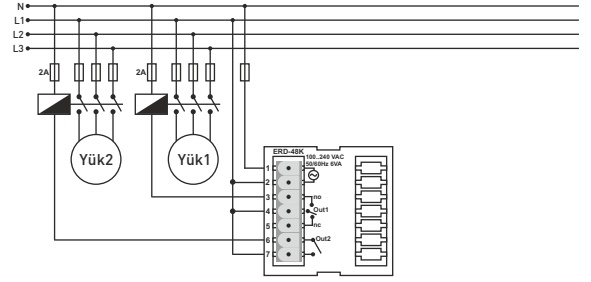 N
L1
L2
L3
2A
2A
Yük2
Yük1
ERD-48K
100..240 VAC
50/60Hz 6VA
1
2
3
no
4
Out1
5
nc
6
Out2
7